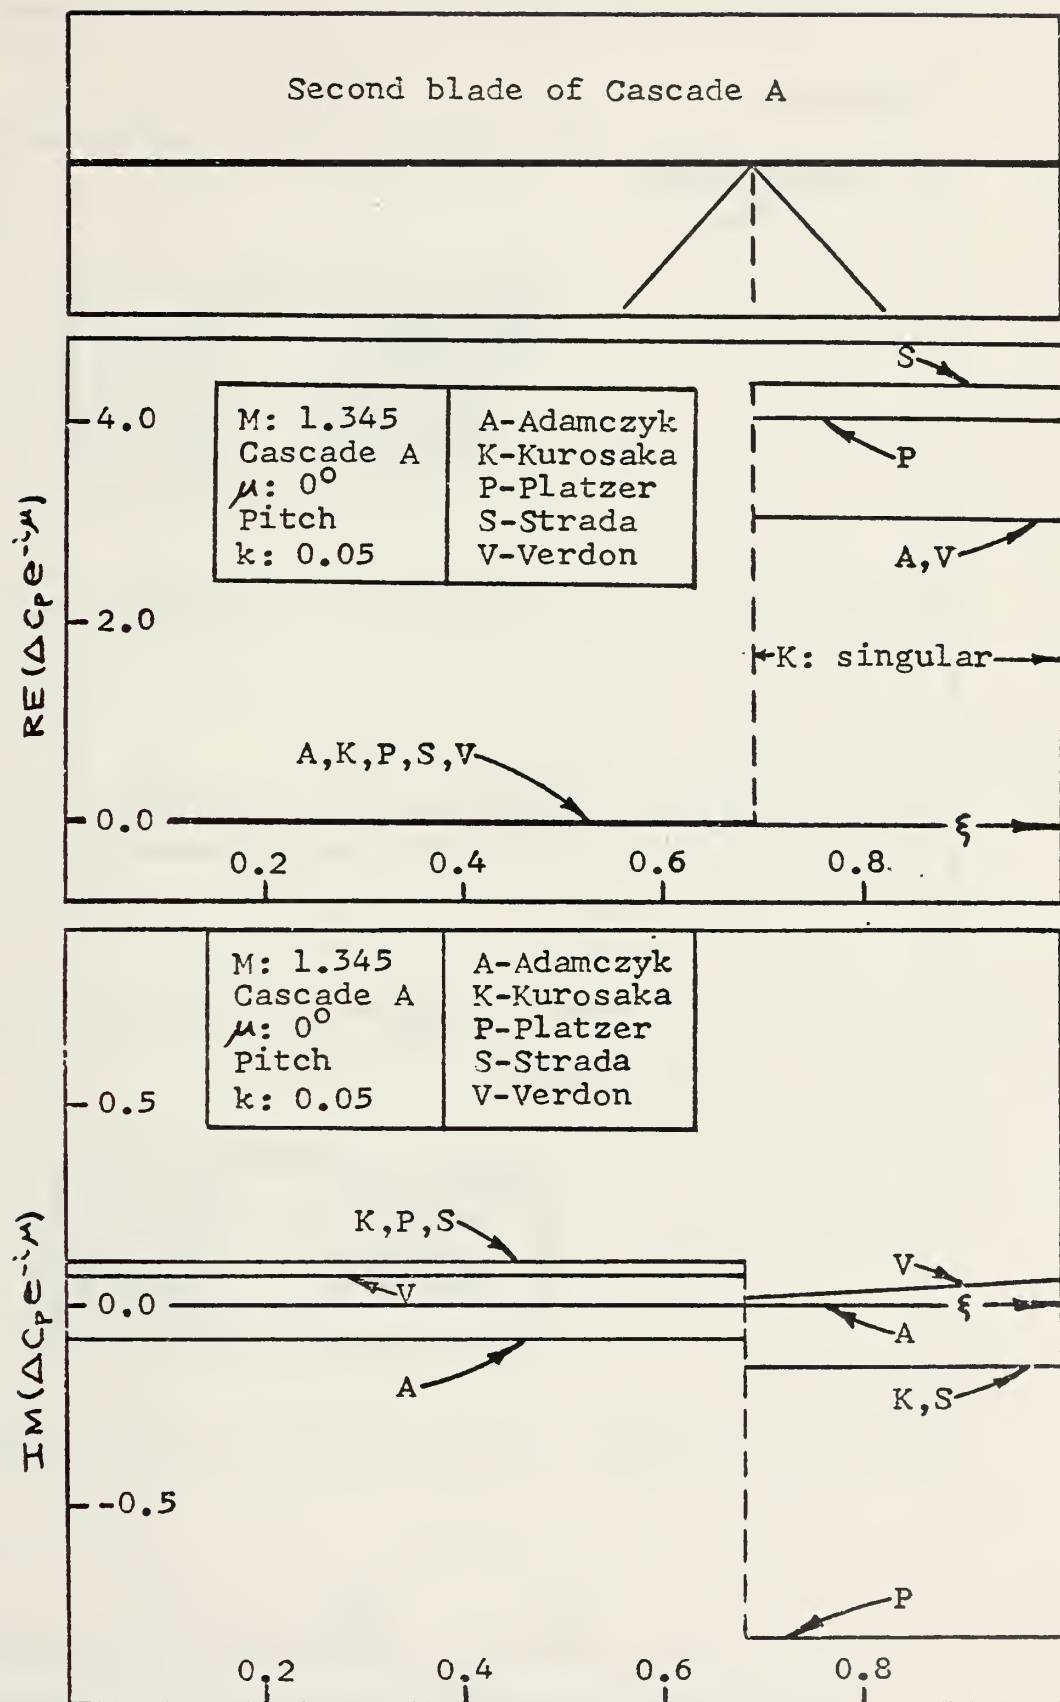 Second blade of Cascade A
S
4.0
M: 1.345
Cascade A
μ: 0°
Pitch
k: 0.05
A-Adamczyk
K-Kurosaka
P-Platzer
S-Strada
V-Verdon
P
A,V
RE(ΔCₚe⁻ⁱμ)
2.0
K: singular
A,K,P,S,V
0.0
ξ
0.2 0.4 0.6 0.8
M: 1.345
Cascade A
μ: 0°
Pitch
k: 0.05
A-Adamczyk
K-Kurosaka
P-Platzer
S-Strada
V-Verdon
0.5
K,P,S
V
V
IM(ΔCₚe⁻ⁱμ)
0.0
ξ
A
A
K,S
-0.5
P
0.2 0.4 0.6 0.8